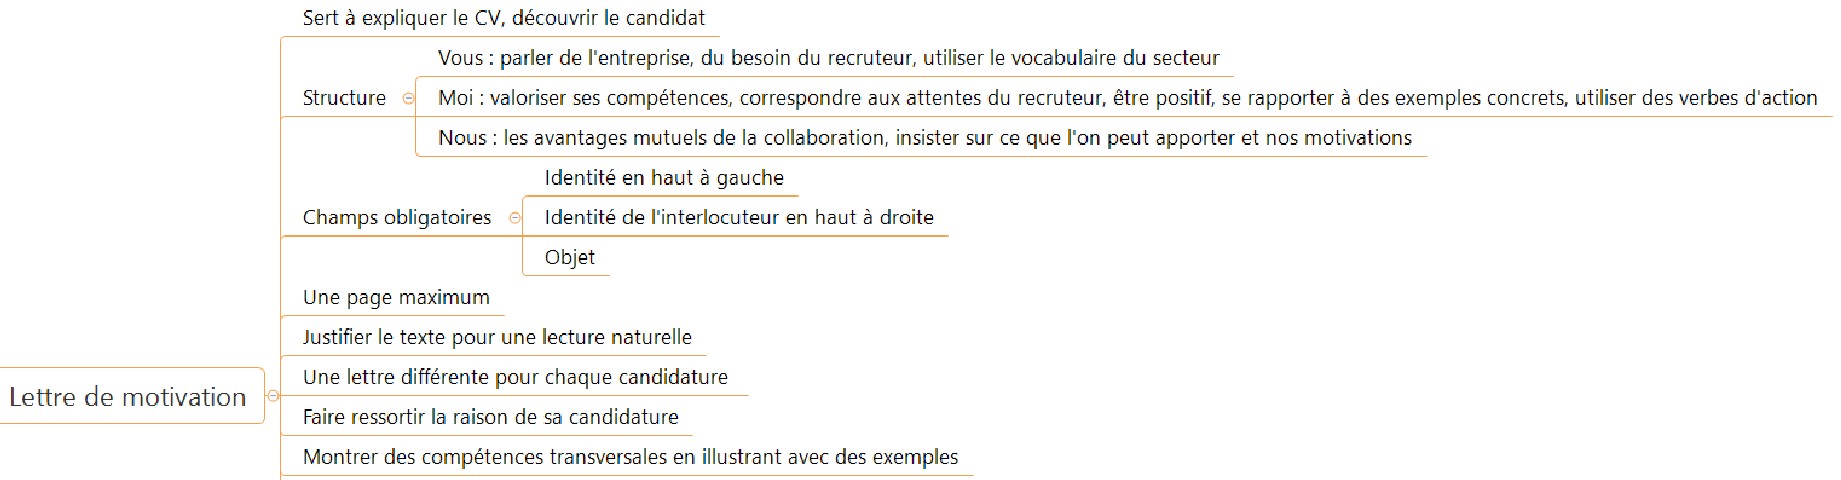 Sert à expliquer le CV, découvrir le candidat
Vous : parler de l'entreprise, du besoin du recruteur, utiliser le vocabulaire du secteur
Structure
Moi : valoriser ses compétences, correspondre aux attentes du recruteur, être positif, se rapporter à des exemples concrets, utiliser des verbes d'action
Nous : les avantages mutuels de la collaboration, insister sur ce que l'on peut apporter et nos motivations
Identité en haut à gauche
Champs obligatoires
Identité de l'interlocuteur en haut à droite
Objet
Une page maximum
Justifier le texte pour une lecture naturelle
Une lettre différente pour chaque candidature
Lettre de motivation
Faire ressortir la raison de sa candidature
Montrer des compétences transversales en illustrant avec des exemples